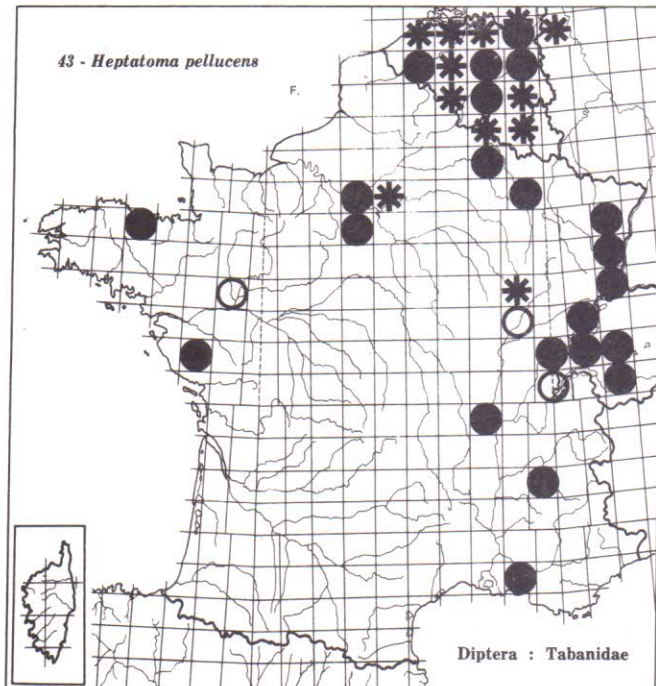 43 - Heptatoma pellucens
F.
Diptera : Tabanidae